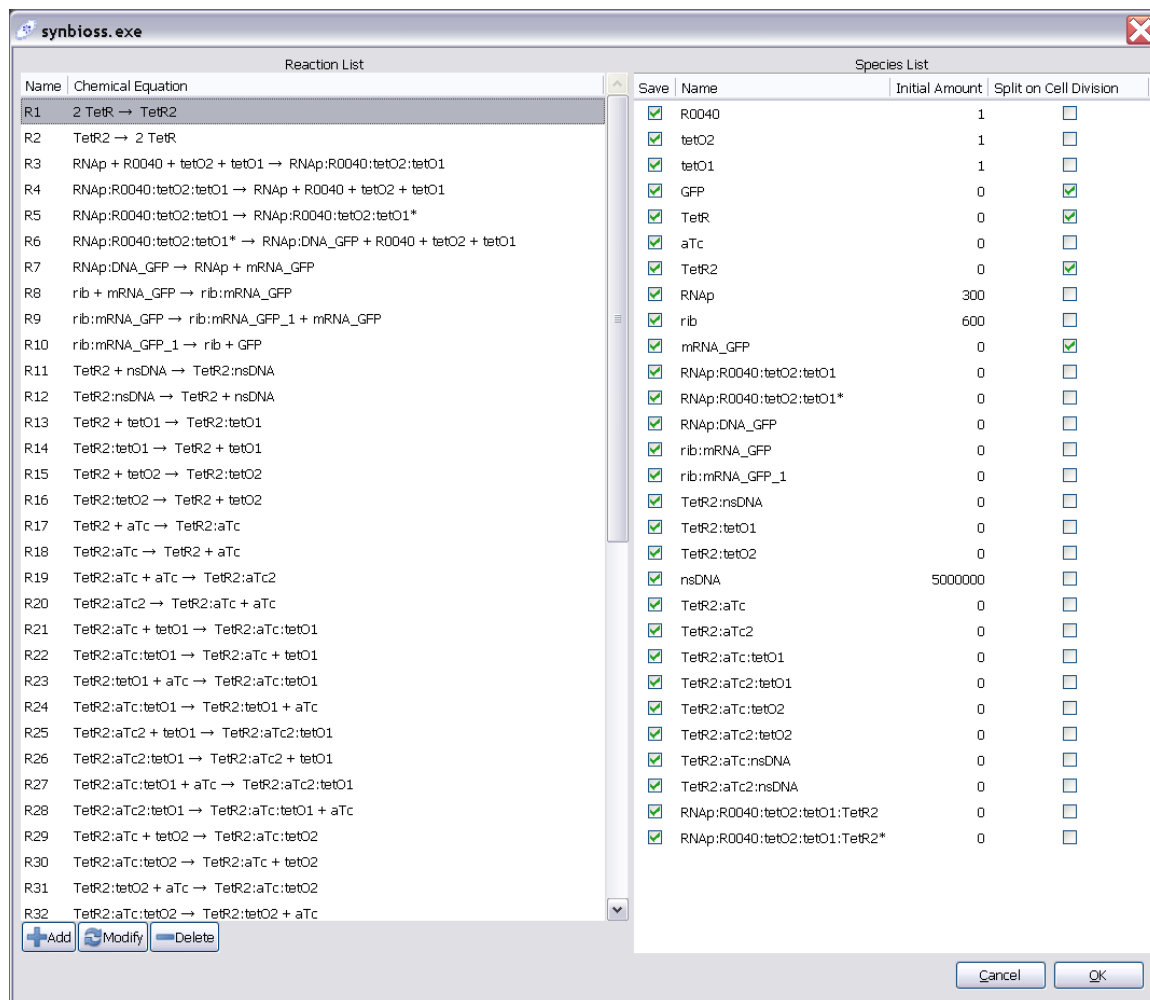 synbioss.exe
Reaction List
Name Chemical Equation
R1 2 TetR → TetR2
R2 TetR2 → 2 TetR
R3 RNAp + R0040 + tetO2 + tetO1 → RNAp:R0040:tetO2:tetO1
R4 RNAp:R0040:tetO2:tetO1 → RNAp + R0040 + tetO2 + tetO1
R5 RNAp:R0040:tetO2:tetO1 → RNAp:R0040:tetO2:tetO1*
R6 RNAp:R0040:tetO2:tetO1* → RNAp:DNA_GFP + R0040 + tetO2 + tetO1
R7 RNAp:DNA_GFP → RNAp + mRNA_GFP
R8 rib + mRNA_GFP → rib:mRNA_GFP
R9 rib:mRNA_GFP → rib:mRNA_GFP_1 + mRNA_GFP
R10 rib:mRNA_GFP_1 → rib + GFP
R11 TetR2 + nsDNA → TetR2:nsDNA
R12 TetR2:nsDNA → TetR2 + nsDNA
R13 TetR2 + tetO1 → TetR2:tetO1
R14 TetR2:tetO1 → TetR2 + tetO1
R15 TetR2 + tetO2 → TetR2:tetO2
R16 TetR2:tetO2 → TetR2 + tetO2
R17 TetR2 + aTc → TetR2:aTc
R18 TetR2:aTc → TetR2 + aTc
R19 TetR2:aTc + aTc → TetR2:aTc2
R20 TetR2:aTc2 → TetR2:aTc + aTc
R21 TetR2:aTc + tetO1 → TetR2:aTc:tetO1
R22 TetR2:aTc:tetO1 → TetR2:aTc + tetO1
R23 TetR2:tetO1 + aTc → TetR2:aTc:tetO1
R24 TetR2:aTc:tetO1 → TetR2:tetO1 + aTc
R25 TetR2:aTc2 + tetO1 → TetR2:aTc2:tetO1
R26 TetR2:aTc2:tetO1 → TetR2:aTc2 + tetO1
R27 TetR2:aTc:tetO1 + aTc → TetR2:aTc2:tetO1
R28 TetR2:aTc2:tetO1 → TetR2:aTc:tetO1 + aTc
R29 TetR2:aTc + tetO2 → TetR2:aTc:tetO2
R30 TetR2:aTc:tetO2 → TetR2:aTc + tetO2
R31 TetR2:tetO2 + aTc → TetR2:aTc:tetO2
R32 TetR2:aTc:tetO2 → TetR2:tetO2 + aTc
Add Modify Delete
Species List
Save Name Initial Amount Split on Cell Division
R0040 1
tetO2 1
tetO1 1
GFP 0
TetR 0
aTc 0
TetR2 0
RNAp 300
rib 600
mRNA_GFP 0
RNAp:R0040:tetO2:tetO1 0
RNAp:R0040:tetO2:tetO1* 0
RNAp:DNA_GFP 0
rib:mRNA_GFP 0
rib:mRNA_GFP_1 0
TetR2:nsDNA 0
TetR2:tetO1 0
TetR2:tetO2 0
nsDNA 5000000
TetR2:aTc 0
TetR2:aTc2 0
TetR2:aTc:tetO1 0
TetR2:aTc2:tetO1 0
TetR2:aTc:tetO2 0
TetR2:aTc2:tetO2 0
TetR2:aTc:nsDNA 0
TetR2:aTc2:nsDNA 0
RNAp:R0040:tetO2:tetO1:TetR2 0
RNAp:R0040:tetO2:tetO1:TetR2* 0
Cancel OK